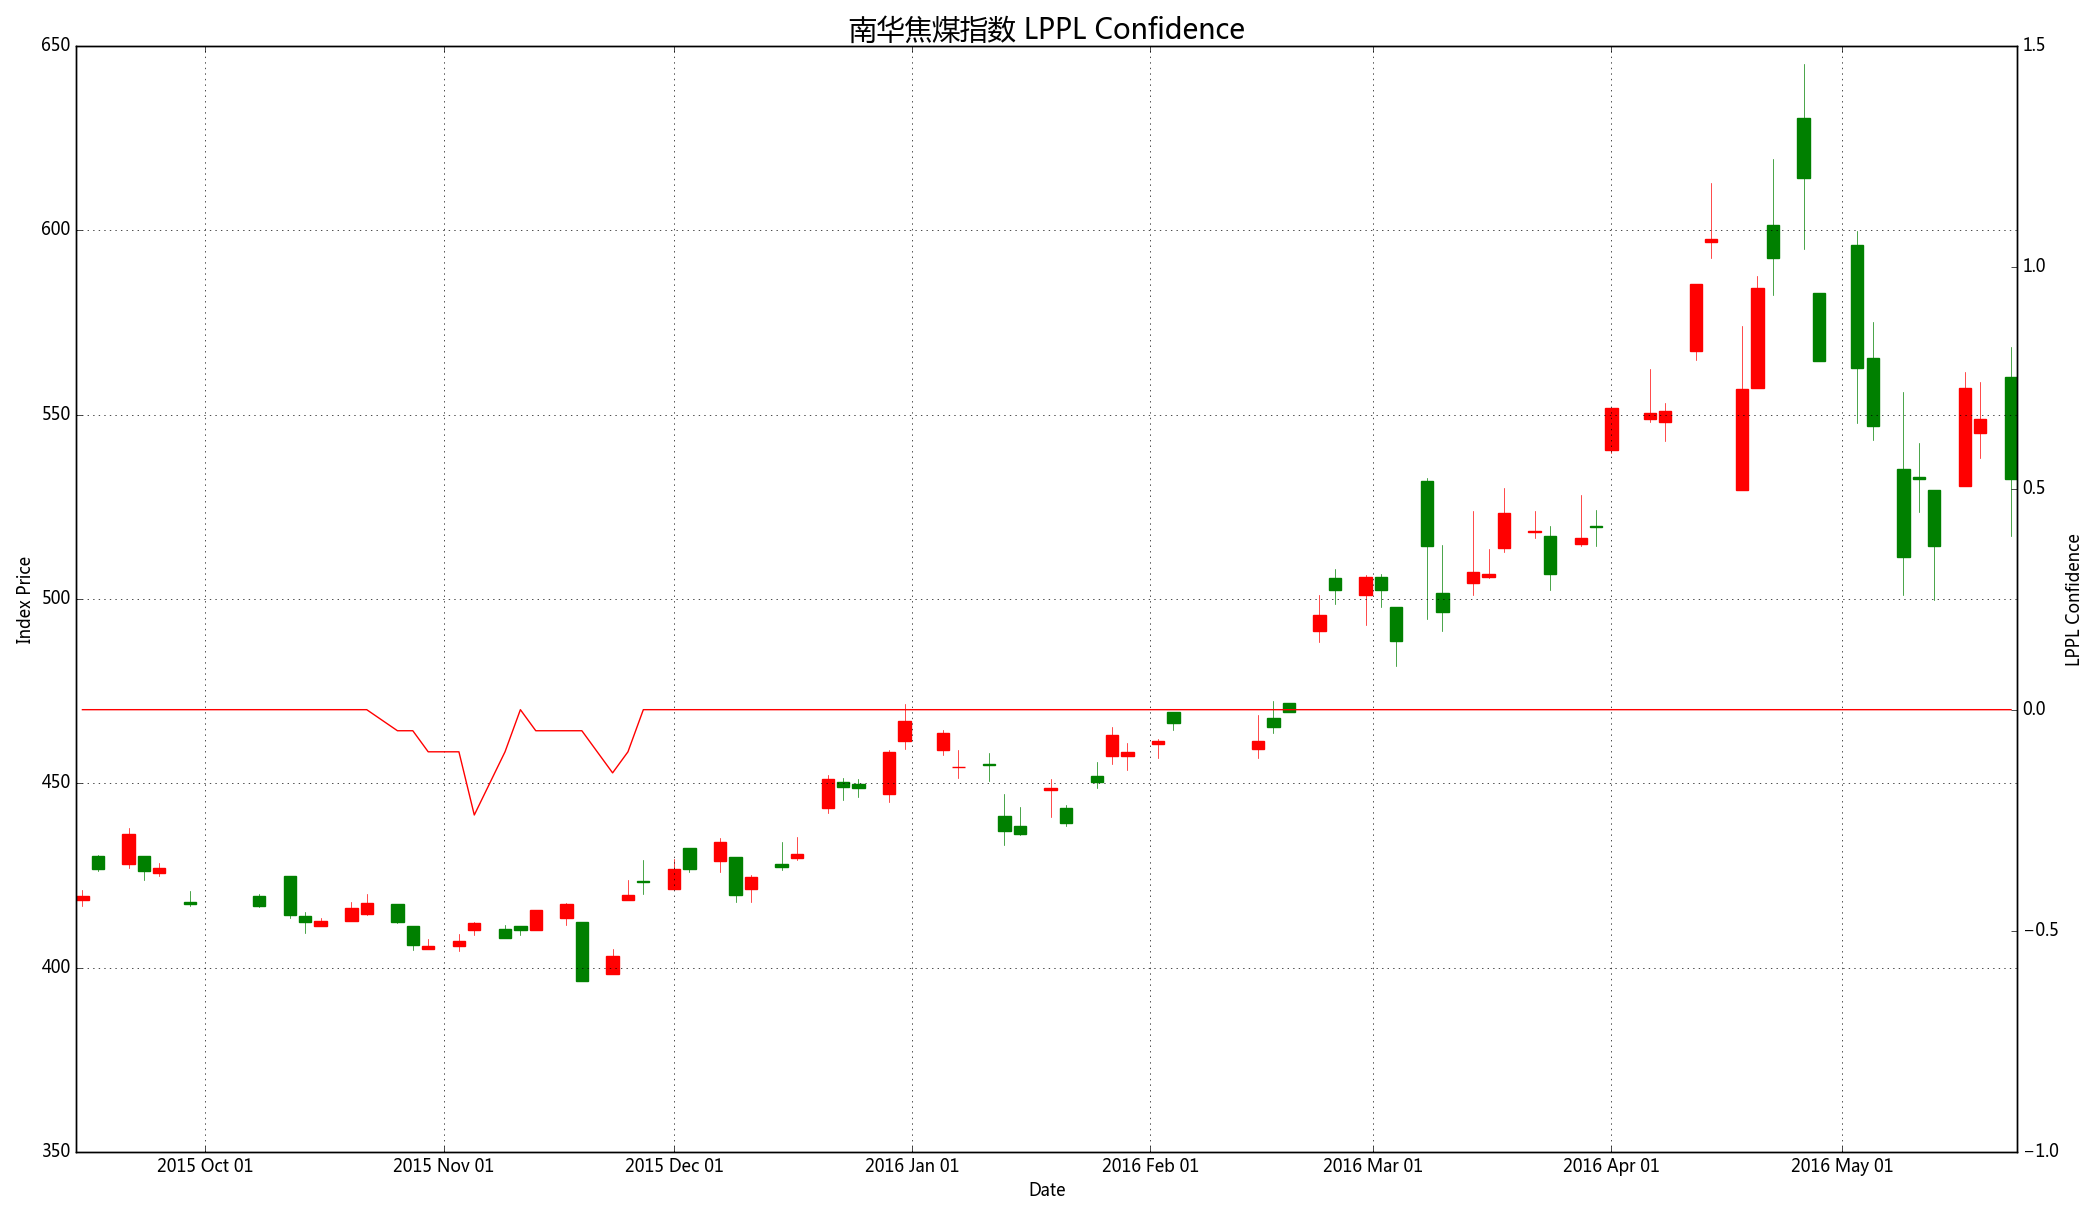 南华焦煤指数 LPPL Confidence
650
600
550
500
450
400
350
Index Price
1.5
1.0
0.5
0.0
−0.5
−1.0
LPPL Confidence
2015 Oct 01
2015 Nov 01
2015 Dec 01
2016 Jan 01
2016 Feb 01
2016 Mar 01
2016 Apr 01
2016 May 01
Date